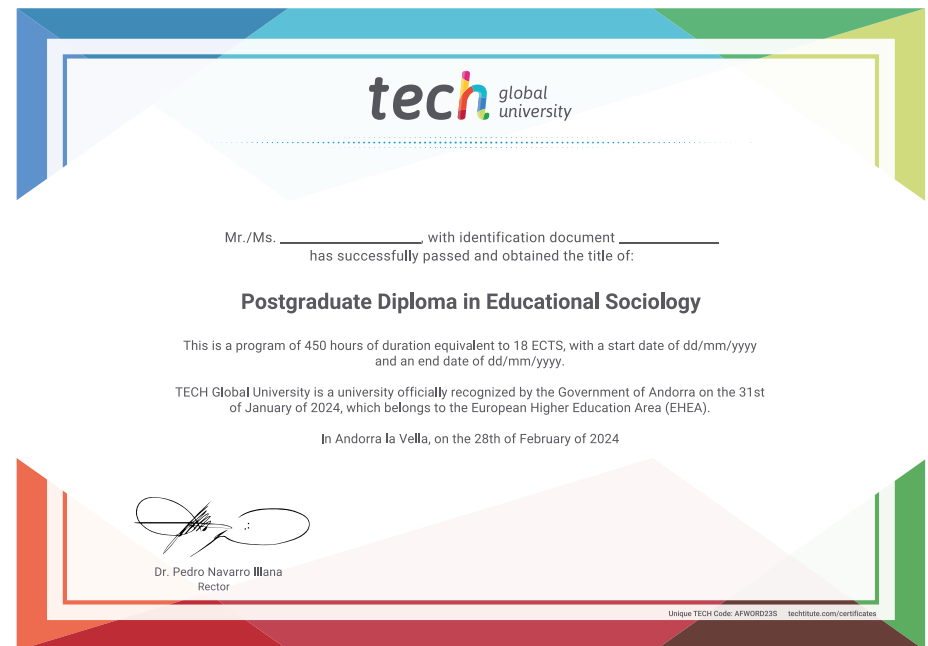 tech global
university
Mr./Ms. ________________, with identification document ____________
has successfully passed and obtained the title of:
Postgraduate Diploma in Educational Sociology
This is a program of 450 hours of duration equivalent to 18 ECTS, with a start date of dd/mm/yyyy
and an end date of dd/mm/yyyy.
TECH Global University is a university officially recognized by the Government of Andorra on the 31st
of January of 2024, which belongs to the European Higher Education Area (EHEA).
In Andorra la Vella, on the 28th of February of 2024
Dr. Pedro Navarro Illana
Rector
Unique TECH Code: AFWORD23S techtitute.com/certificates